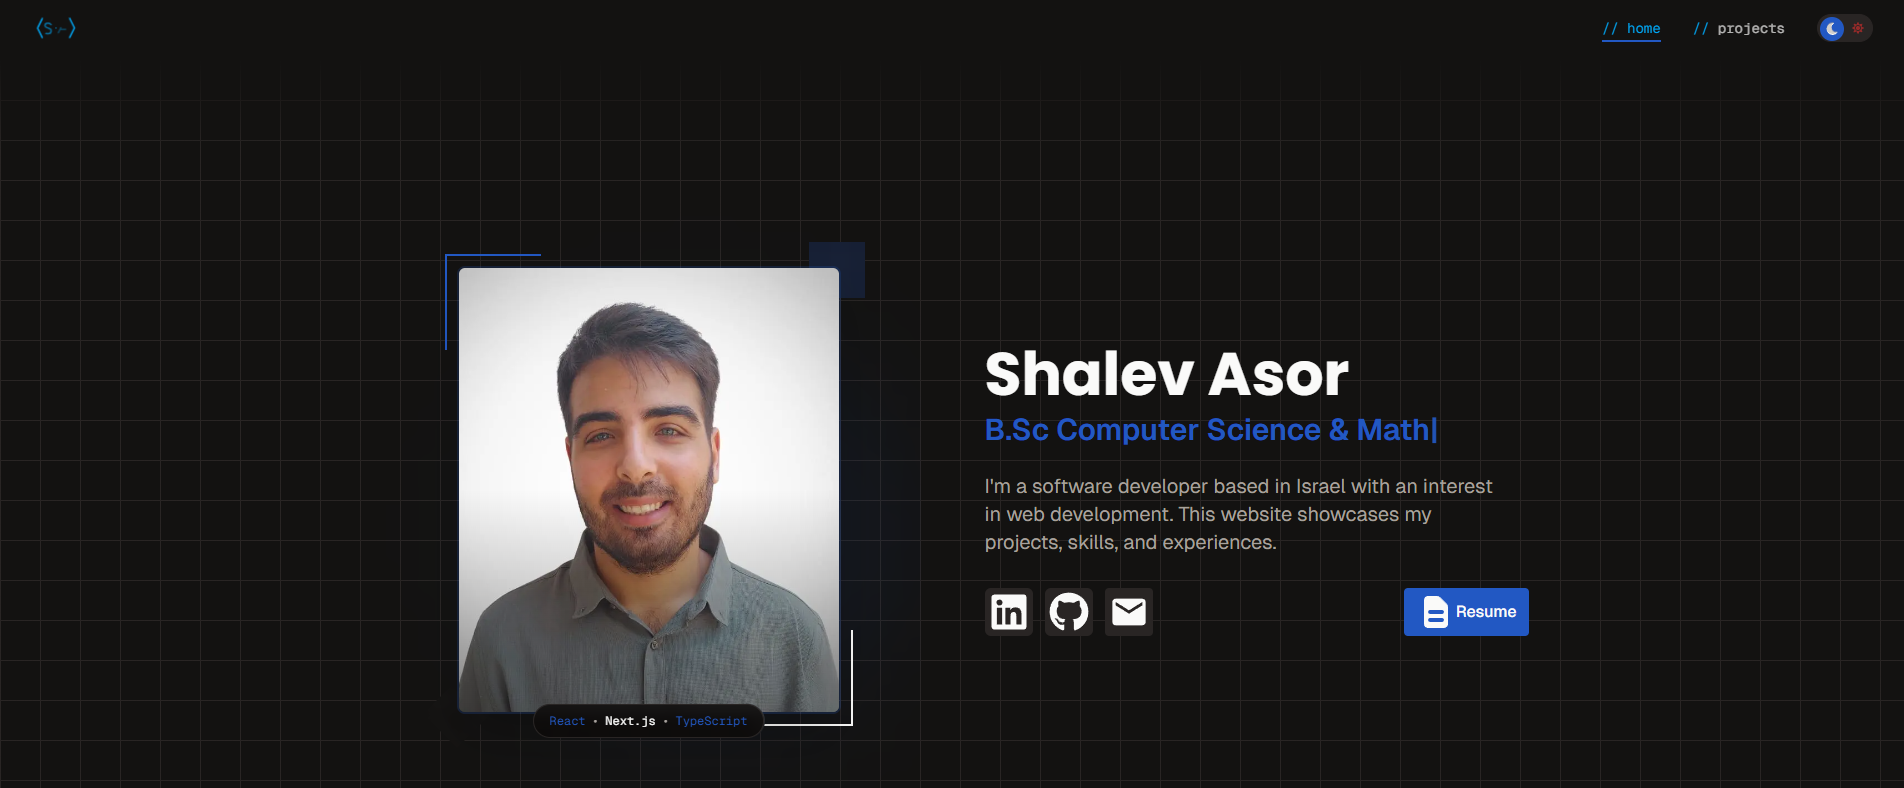 // home
// projects
Shalev Asor
B.Sc Computer Science & Math|
I'm a software developer based in Israel with an interest
in web development. This website showcases my
projects, skills, and experiences.
in
Resume
React • Next.js • TypeScript